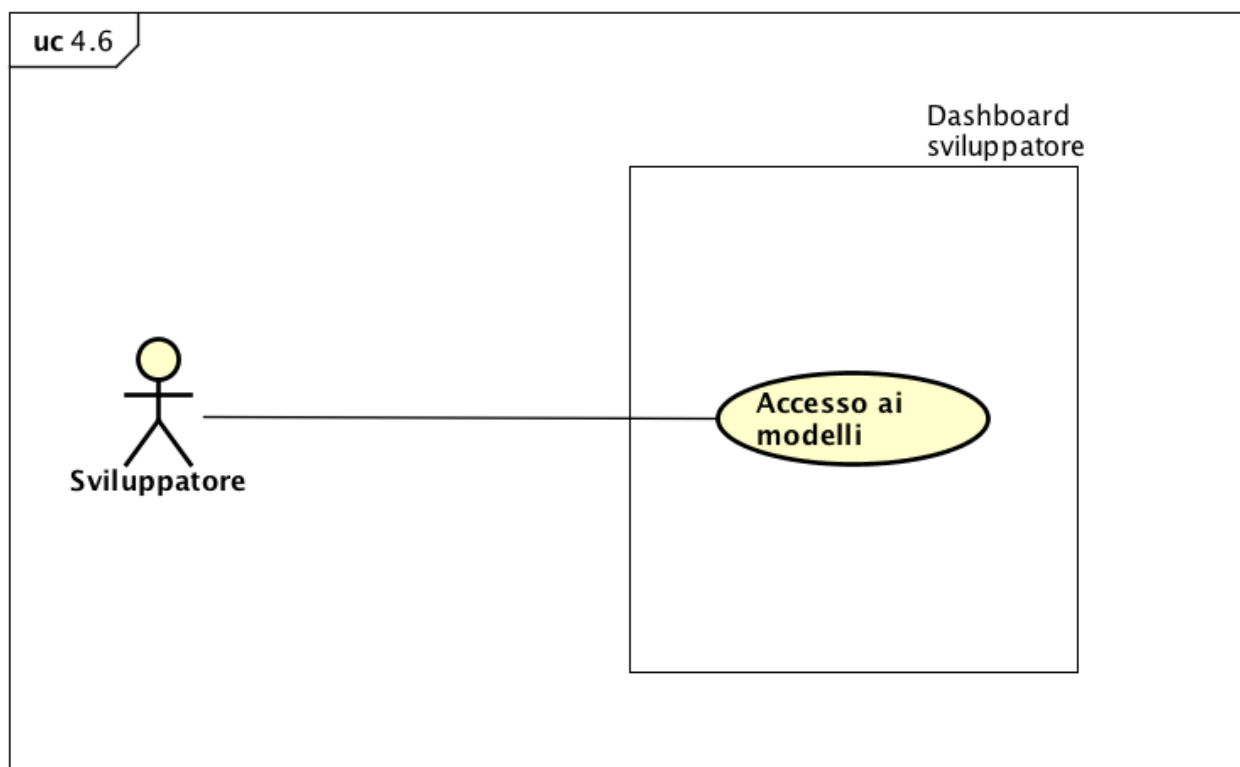 uc 4.6
Dashboard
sviluppatore
Accesso ai
modelli
Sviluppatore